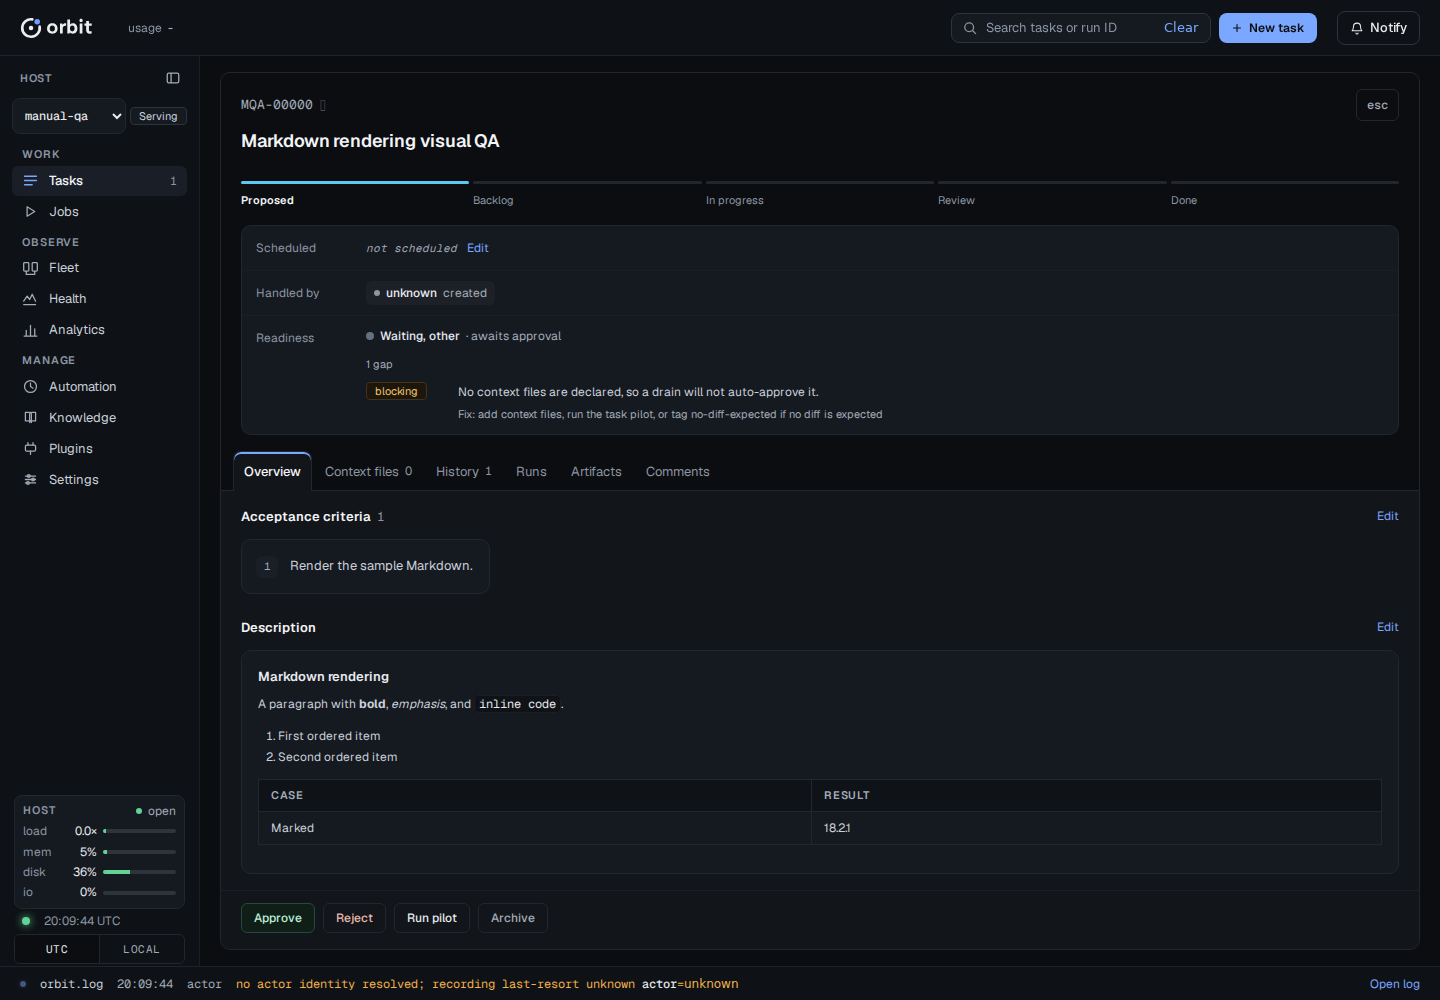 orbit
usage -
Search tasks or run ID
Clear
+ New task
Notify
HOST
manual-qa
Serving
WORK
Tasks 1
Jobs
OBSERVE
Fleet
Health
Analytics
MANAGE
Automation
Knowledge
Plugins
Settings
HOST open
load 0.0×
mem 5%
disk 36%
io 0%
20:09:44 UTC
UTC LOCAL
MQA-00000
esc
Markdown rendering visual QA
Proposed Backlog In progress Review Done
Scheduled not scheduled Edit
Handled by unknown created
Readiness Waiting, other · awaits approval
1 gap
blocking No context files are declared, so a drain will not auto-approve it.
Fix: add context files, run the task pilot, or tag no-diff-expected if no diff is expected
Overview Context files 0 History 1 Runs Artifacts Comments
Acceptance criteria 1 Edit
1 Render the sample Markdown.
Description Edit
Markdown rendering
A paragraph with bold, emphasis, and inline code.
1. First ordered item
2. Second ordered item
CASE RESULT
Marked 18.2.1
Approve Reject Run pilot Archive
orbit.log 20:09:44 actor no actor identity resolved; recording last-resort unknown actor=unknown Open log